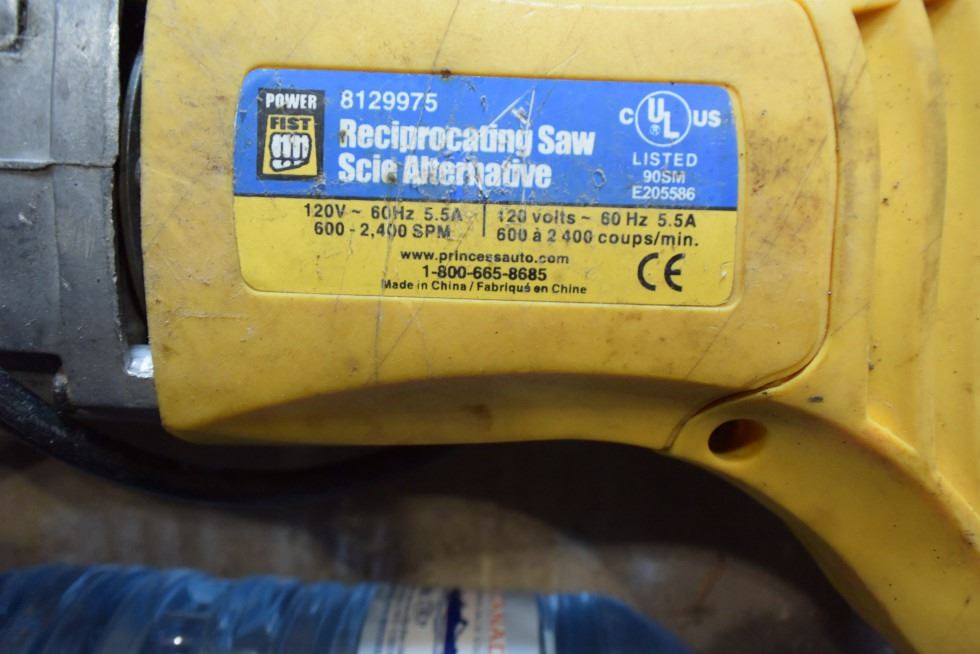 POWER
FIST
8129975
Reciprocating Saw
Scie Alternative
C UL® US
LISTED
90SM
E205586
120V ~ 60Hz 5.5A
600 - 2,400 SPM
120 volts ~ 60 Hz 5.5A
600 à 2 400 coups/min.
www.princessauto.com
1-800-665-8685
Made in China / Fabriqué en Chine
CE